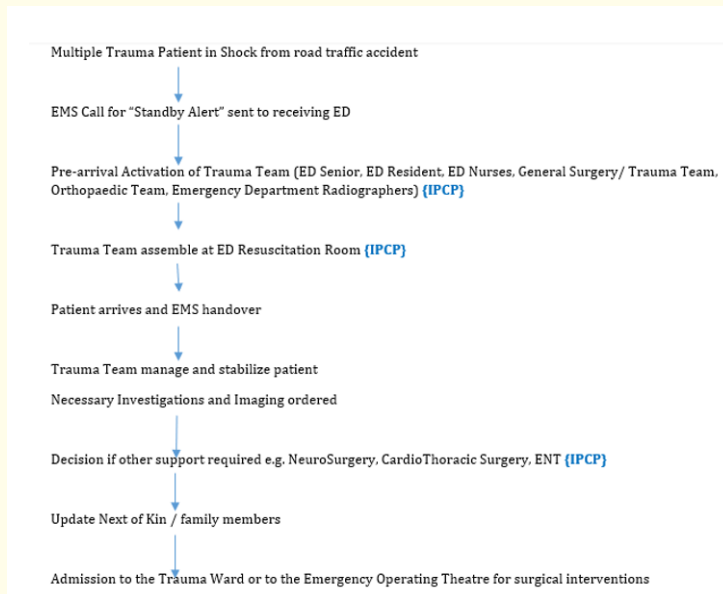 Multiple Trauma Patient in Shock from road traffic accident
EMS Call for “Standby Alert” sent to receiving ED
Pre-arrival Activation of Trauma Team (ED Senior, ED Resident, ED Nurses, General Surgery/ Trauma Team,
Orthopaedic Team, Emergency Department Radiographers) {IPCP}
Trauma Team assemble at ED Resuscitation Room {IPCP}
Patient arrives and EMS handover
Trauma Team manage and stabilize patient
Necessary Investigations and Imaging ordered
Decision if other support required e.g. NeuroSurgery, CardioThoracic Surgery, ENT {IPCP}
Update Next of Kin / family members
Admission to the Trauma Ward or to the Emergency Operating Theatre for surgical interventions